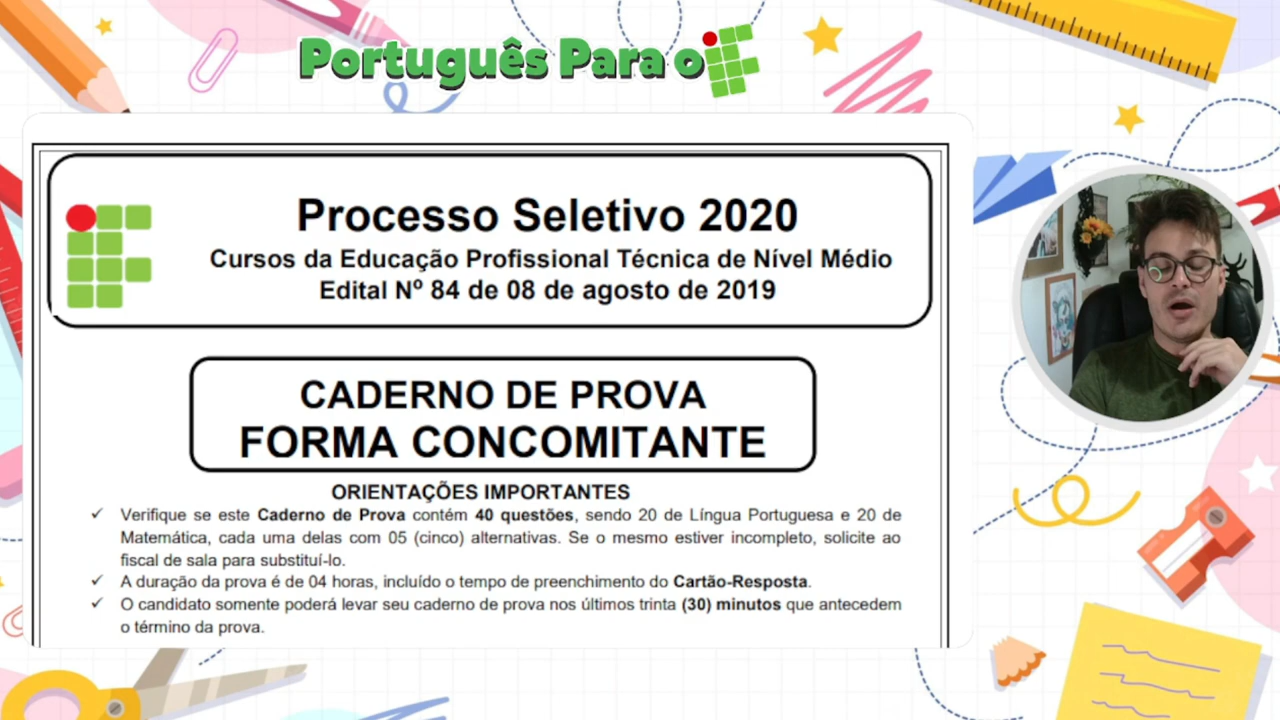 Português Para o
Processo Seletivo 2020
Cursos da Educação Profissional Técnica de Nível Médio
Edital Nº 84 de 08 de agosto de 2019
CADERNO DE PROVA
FORMA CONCOMITANTE
ORIENTAÇÕES IMPORTANTES
✓ Verifique se este Caderno de Prova contém 40 questões, sendo 20 de Língua Portuguesa e 20 de
Matemática, cada uma delas com 05 (cinco) alternativas. Se o mesmo estiver incompleto, solicite ao
fiscal de sala para substituí-lo.
✓ A duração da prova é de 04 horas, incluído o tempo de preenchimento do Cartão-Resposta.
✓ O candidato somente poderá levar seu caderno de prova nos últimos trinta (30) minutos que antecedem
o término da prova.